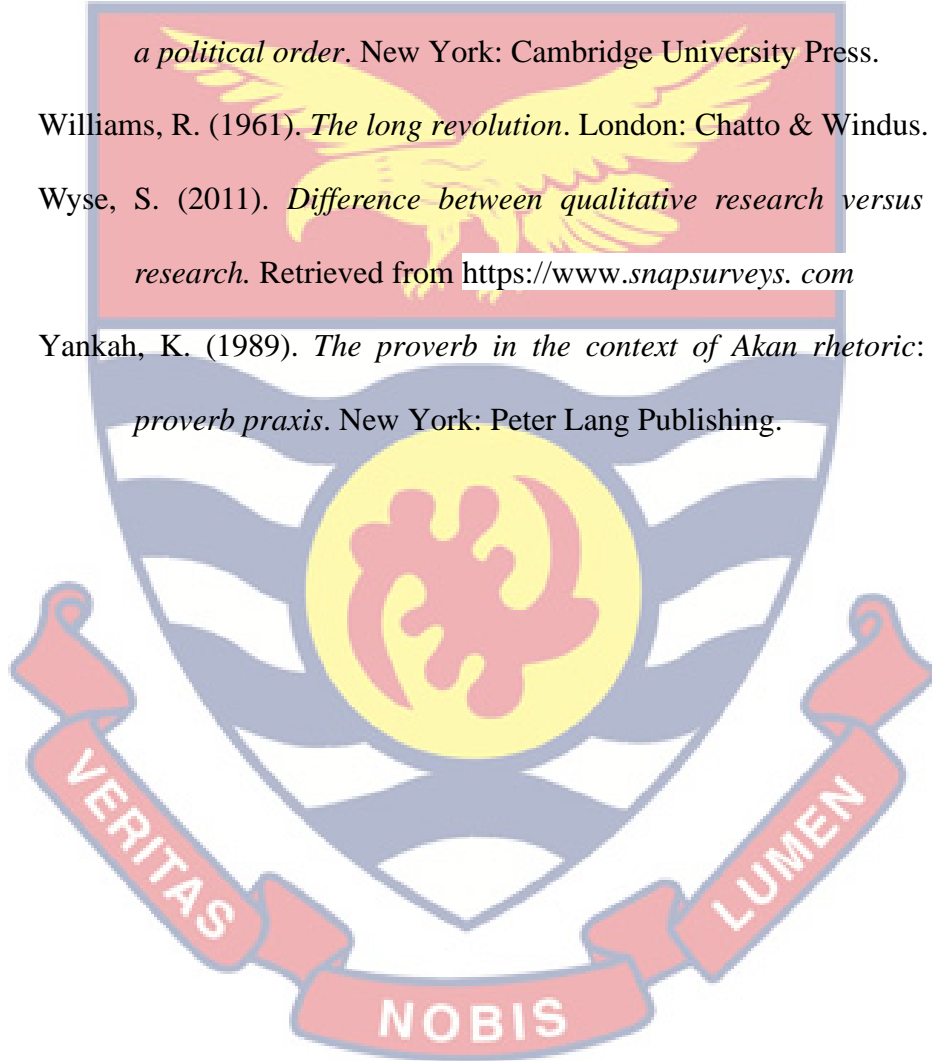 a political order. New York: Cambridge University Press.
Williams, R. (1961). The long revolution. London: Chatto & Windus.
Wyse, S. (2011). Difference between qualitative research versus
research. Retrieved from https://www.snapsurveys. com
Yankah, K. (1989). The proverb in the context of Akan rhetoric:
proverb praxis. New York: Peter Lang Publishing.
VERITAS
NOBIS
LUMEN